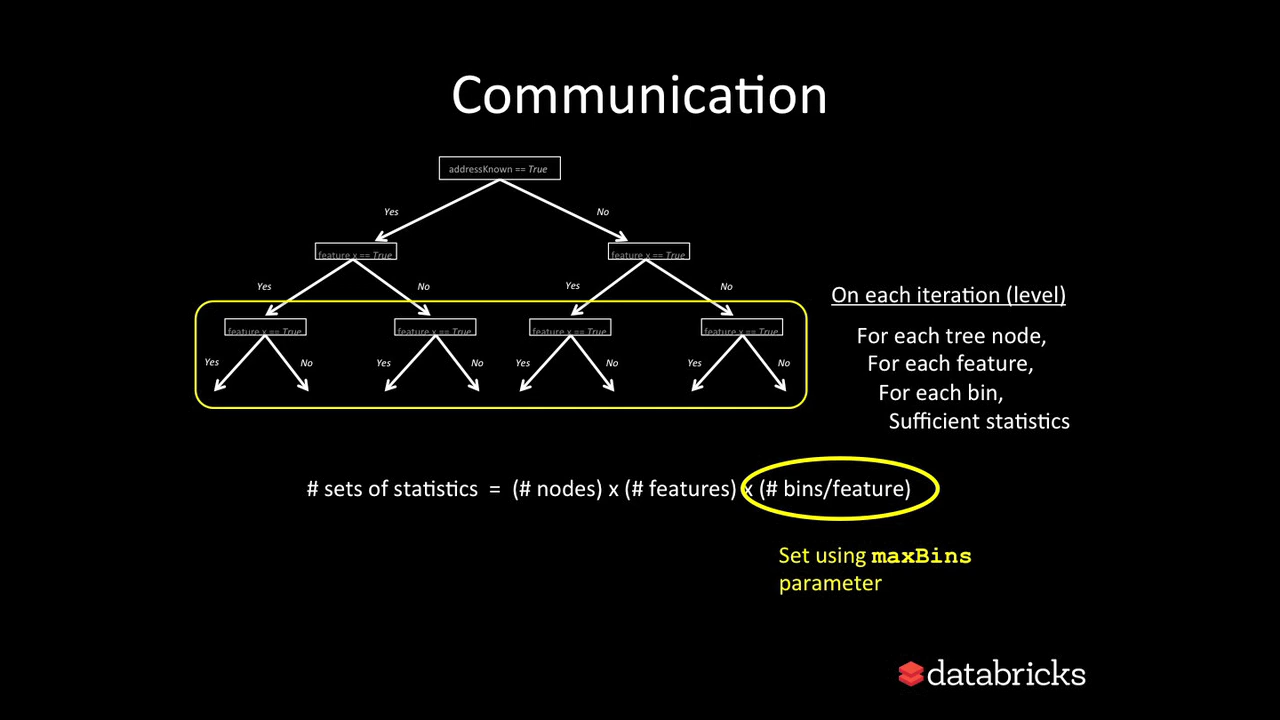 Communication
addressKnown == True
Yes
No
feature x == True
feature x == True
Yes
No
Yes
No
feature x == True
feature x == True
feature x == True
feature x == True
Yes
No
Yes
No
Yes
No
Yes
No
On each iteration (level)
For each tree node,
For each feature,
For each bin,
Sufficient statistics
# sets of statistics = (# nodes) x (# features) x (# bins/feature)
Set using maxBins
parameter
databricks